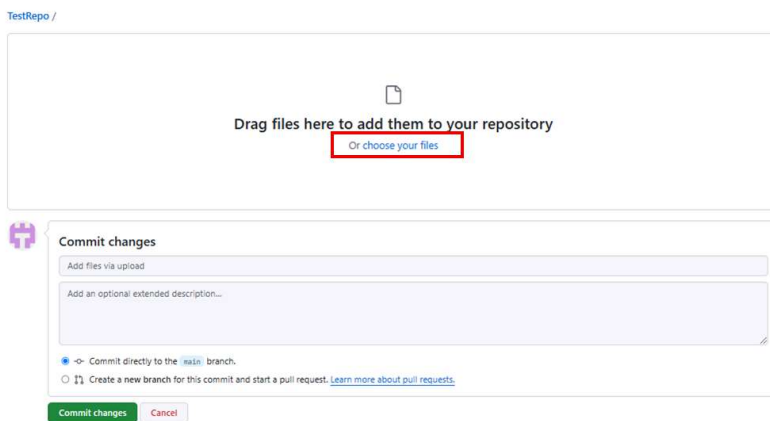 TestRepo /
Drag files here to add them to your repository
Or choose your files
Commit changes
Add files via upload
Add an optional extended description...
Commit directly to the main branch.
Create a new branch for this commit and start a pull request. Learn more about pull requests.
Commit changes Cancel